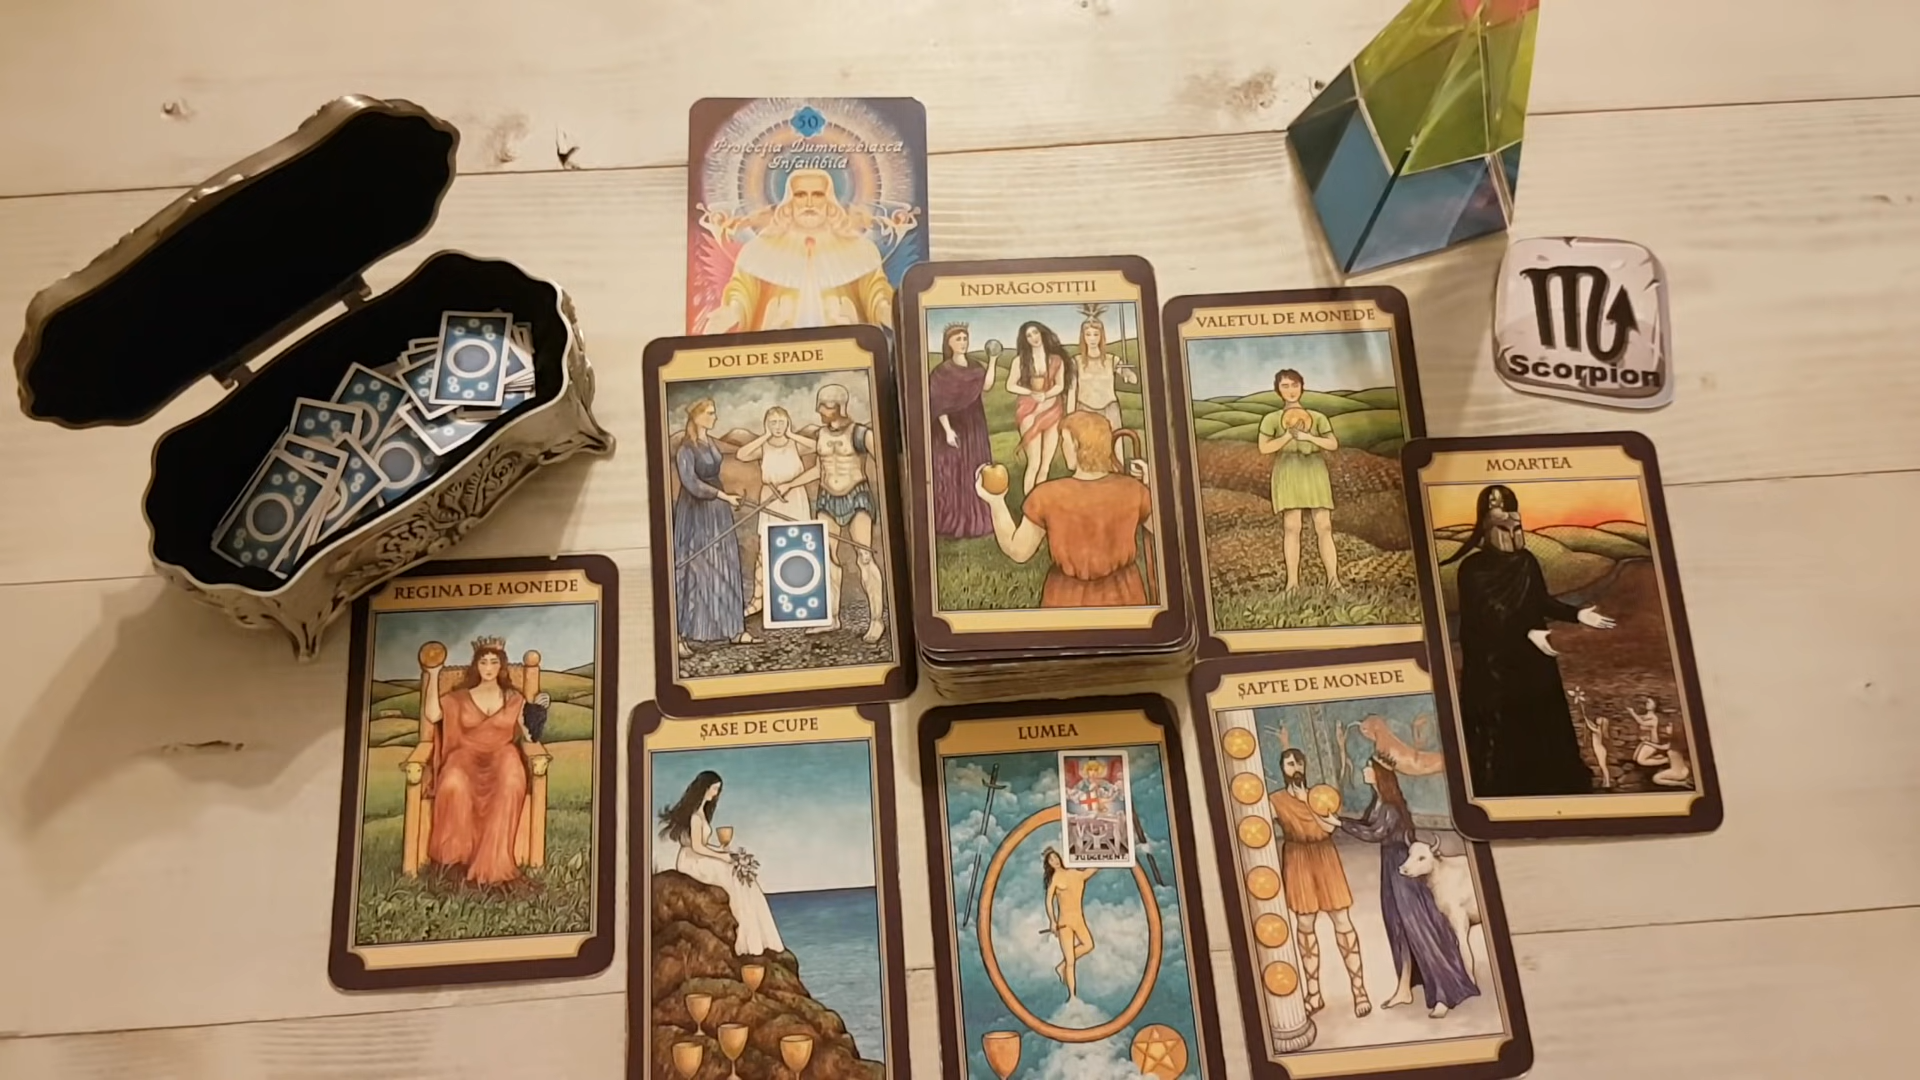 50
Protecția Dumnezeiască
Infailibilă
ÎNDRĂGOSTIȚII
VALETUL DE MONEDE
DOI DE SPADE
Scorpion
MOARTEA
REGINA DE MONEDE
ȘASE DE CUPE
LUMEA
ȘAPTE DE MONEDE
JUDGEMENT.